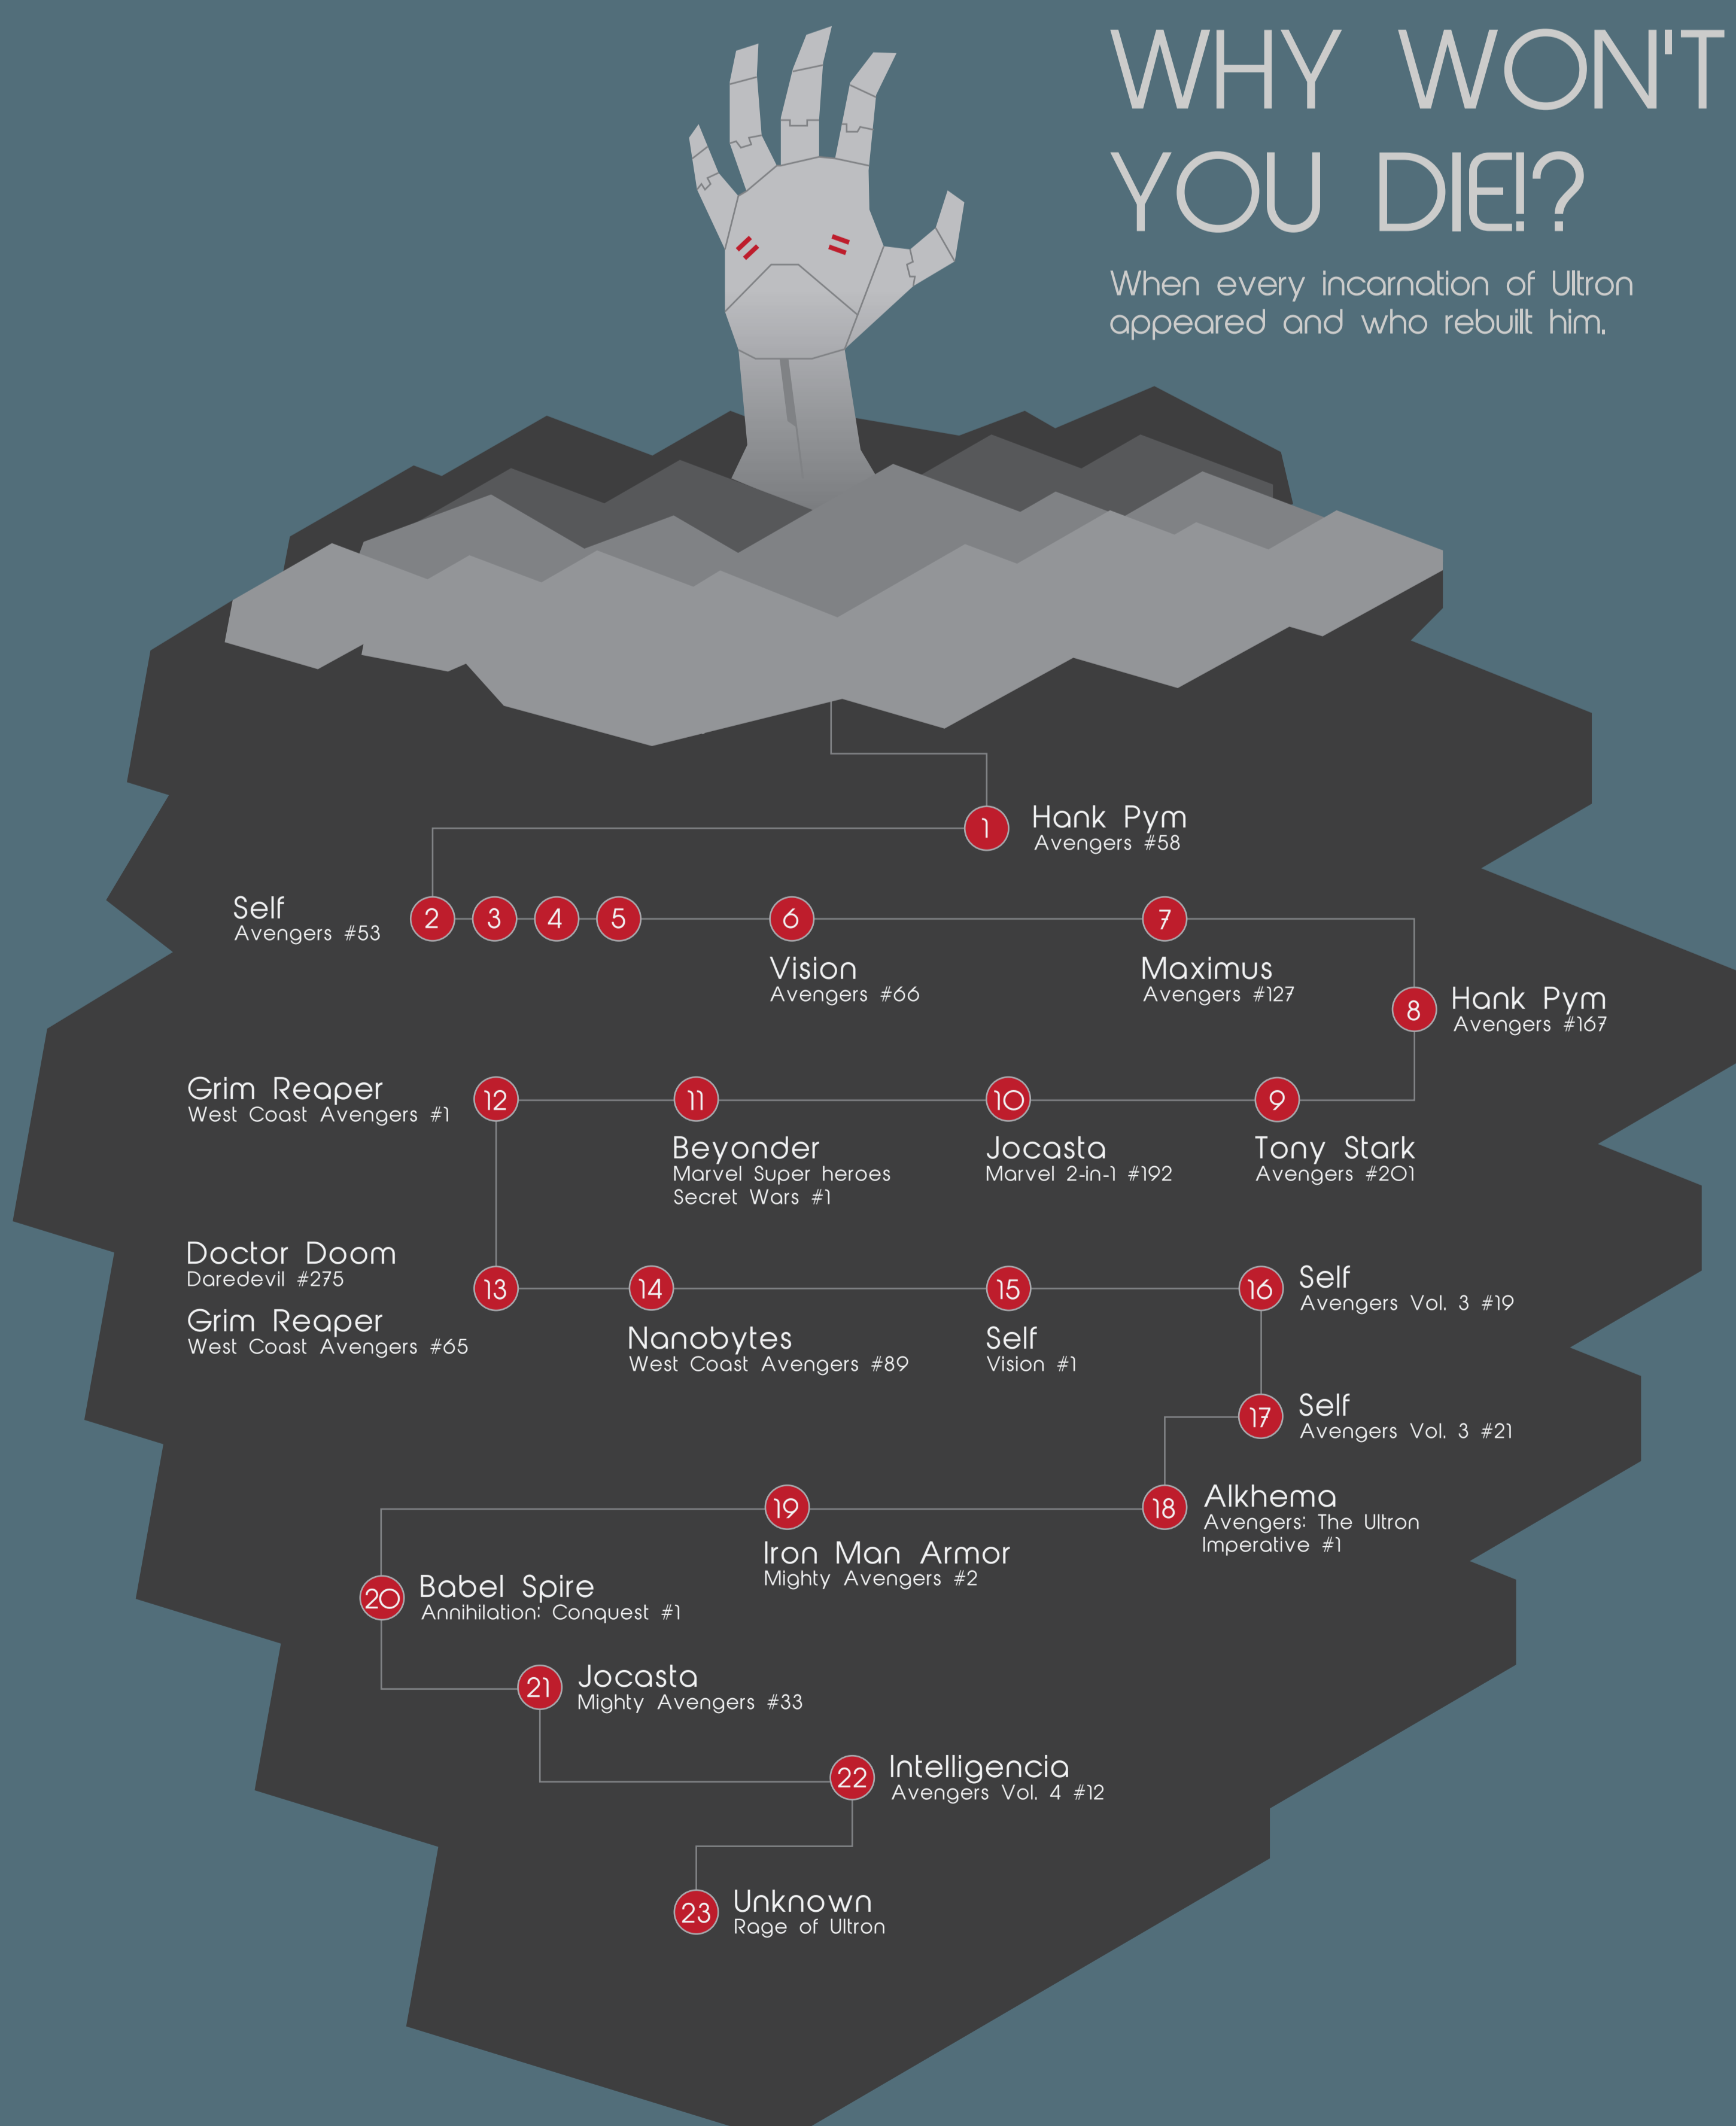 WHY WON'T
YOU DIE!?
When every incarnation of Ultron
appeared and who rebuilt him.
1
Hank Pym
Avengers #58
Self
Avengers #53
2
3
4
5
6
Vision
Avengers #66
7
Maximus
Avengers #127
8
Hank Pym
Avengers #167
9
Tony Stark
Avengers #201
10
Jocasta
Marvel 2-in-1 #192
11
Beyonder
Marvel Super heroes
Secret Wars #1
12
Grim Reaper
West Coast Avengers #1
13
Doctor Doom
Daredevil #275
Grim Reaper
West Coast Avengers #65
14
Nanobytes
West Coast Avengers #89
15
Self
Vision #1
16
Self
Avengers Vol. 3 #19
17
Self
Avengers Vol. 3 #21
18
Alkhema
Avengers: The Ultron
Imperative #1
19
Iron Man Armor
Mighty Avengers #2
20
Babel Spire
Annihilation: Conquest #1
21
Jocasta
Mighty Avengers #33
22
Intelligencia
Avengers Vol. 4 #12
23
Unknown
Rage of Ultron